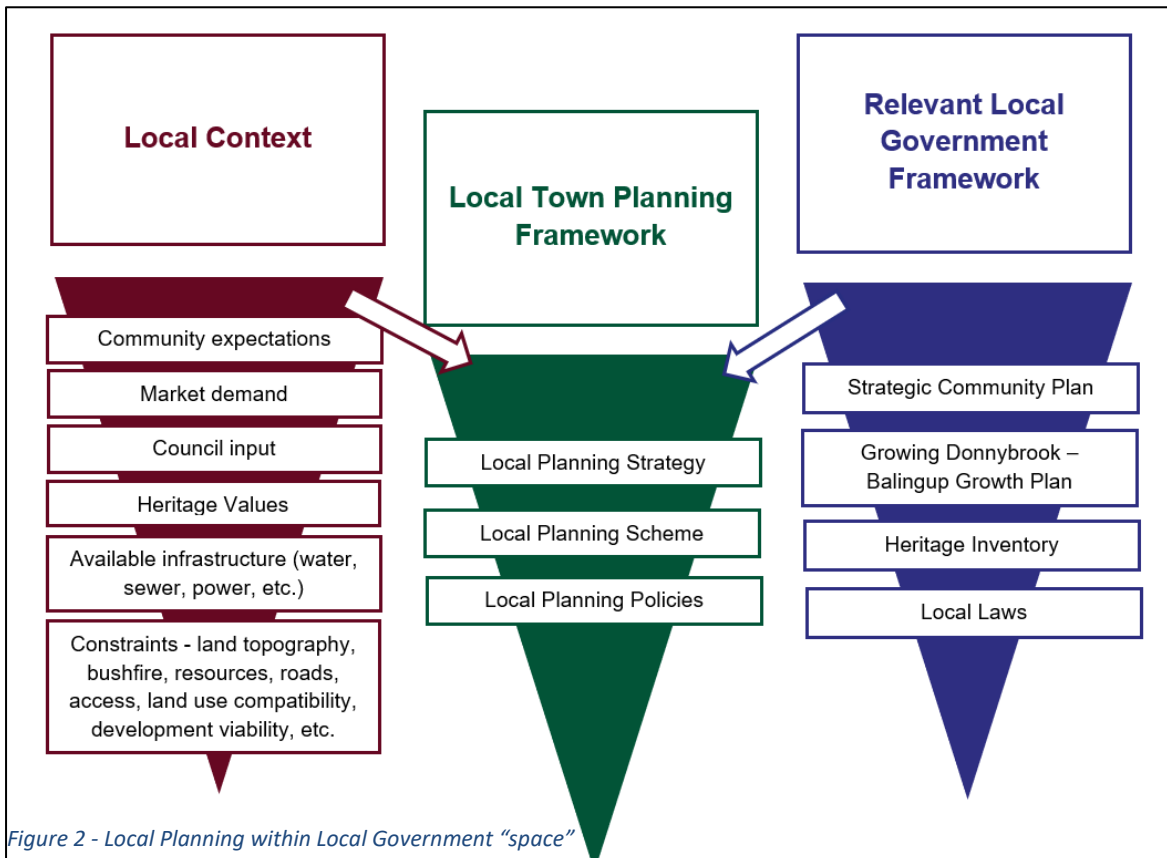 Local Context
Community expectations
Market demand
Council input
Heritage Values
Available infrastructure (water,
sewer, power, etc.)
Constraints - land topography,
bushfire, resources, roads,
access, land use compatibility,
development viability, etc.
Local Town Planning
Framework
Local Planning Strategy
Local Planning Scheme
Local Planning Policies
Relevant Local
Government
Framework
Strategic Community Plan
Growing Donnybrook –
Balingup Growth Plan
Heritage Inventory
Local Laws
Figure 2 - Local Planning within Local Government “space”